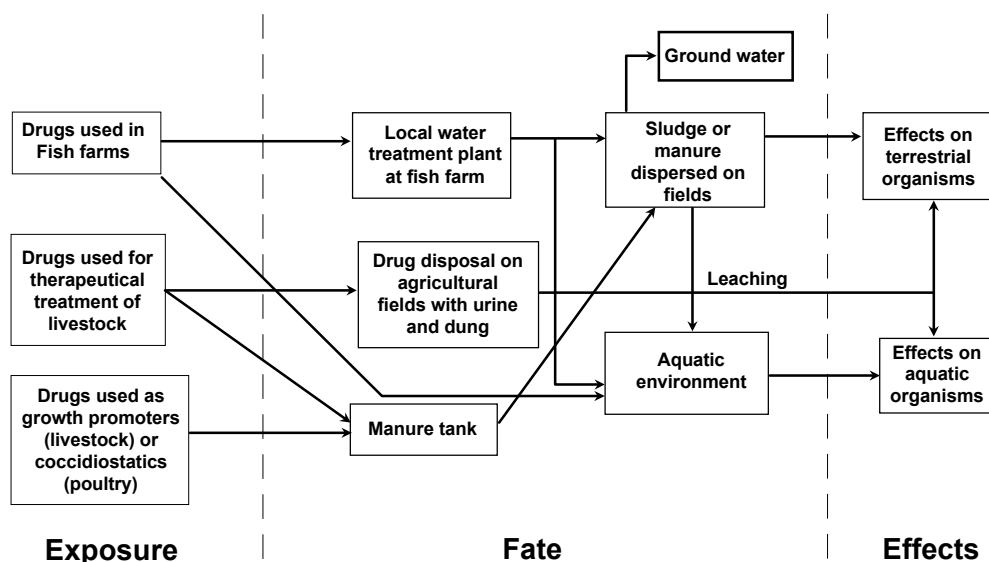 Ground water
Drugs used in
Fish farms
Local water
treatment plant
at fish farm
Sludge or
manure
dispersed on
fields
Effects on
terrestrial
organisms
Drugs used for
therapeutical
treatment of
livestock
Drug disposal on
agricultural
fields with urine
and dung
Leaching
Aquatic
environment
Effects on
aquatic
organisms
Drugs used as
growth promoters
(livestock) or
coccidiostatics
(poultry)
Manure tank
Exposure
Fate
Effects